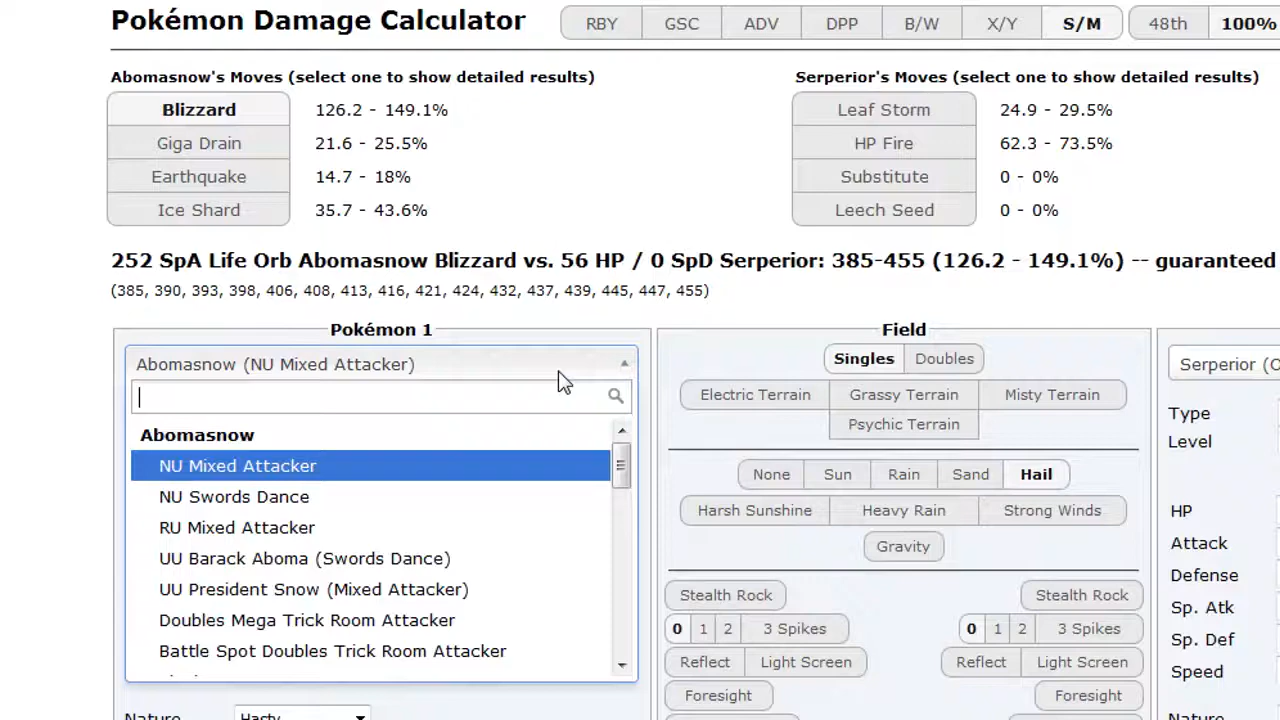 Pokémon Damage Calculator
RBY GSC ADV DPP B/W X/Y S/M 48th 100%
Abomasnow's Moves (select one to show detailed results)
Blizzard 126.2 - 149.1%
Giga Drain 21.6 - 25.5%
Earthquake 14.7 - 18%
Ice Shard 35.7 - 43.6%
Serperior's Moves (select one to show detailed results)
Leaf Storm 24.9 - 29.5%
HP Fire 62.3 - 73.5%
Substitute 0 - 0%
Leech Seed 0 - 0%
252 SpA Life Orb Abomasnow Blizzard vs. 56 HP / 0 SpD Serperior: 385-455 (126.2 - 149.1%) -- guaranteed
(385, 390, 393, 398, 406, 408, 413, 416, 421, 424, 432, 437, 439, 445, 447, 455)
Pokémon 1
Abomasnow (NU Mixed Attacker)
Abomasnow
NU Mixed Attacker
NU Swords Dance
RU Mixed Attacker
UU Barack Aboma (Swords Dance)
UU President Snow (Mixed Attacker)
Doubles Mega Trick Room Attacker
Battle Spot Doubles Trick Room Attacker
Nature Hasty
Field
Singles Doubles
Electric Terrain Grassy Terrain Misty Terrain
Psychic Terrain
None Sun Rain Sand Hail
Harsh Sunshine Heavy Rain Strong Winds
Gravity
Stealth Rock Stealth Rock
0 1 2 3 Spikes 0 1 2 3 Spikes
Reflect Light Screen Reflect Light Screen
Foresight Foresight
Serperior (O
Type
Level
HP
Attack
Defense
Sp. Atk
Sp. Def
Speed
Nature